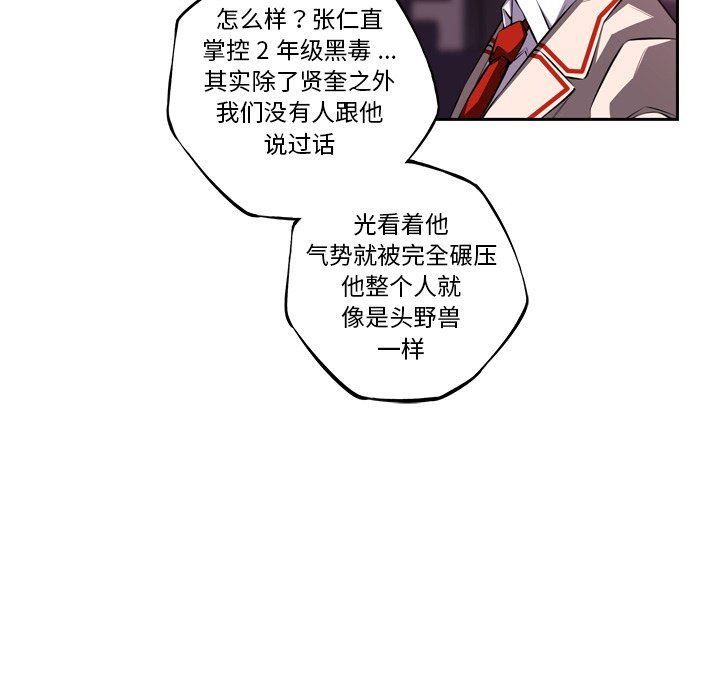 怎么样？张仁直
掌控 2 年级黑毒 ...
其实除了贤奎之外
我们没有人跟他
说过话
光看着他
气势就被完全碾压
他整个人就
像是头野兽
一样